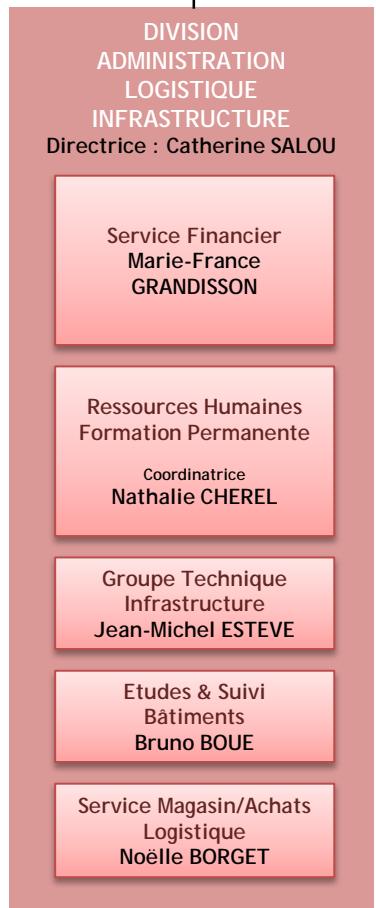 DIVISION
ADMINISTRATION
LOGISTIQUE
INFRASTRUCTURE
Directrice : Catherine SALOU
Service Financier
Marie-France
GRANDISSON
Ressources Humaines
Formation Permanente
Coordinatrice
Nathalie CHEREL
Groupe Technique
Infrastructure
Jean-Michel ESTEVE
Etudes & Suivi
Bâtiments
Bruno BOUE
Service Magasin/Achats
Logistique
Noëlle BORGET